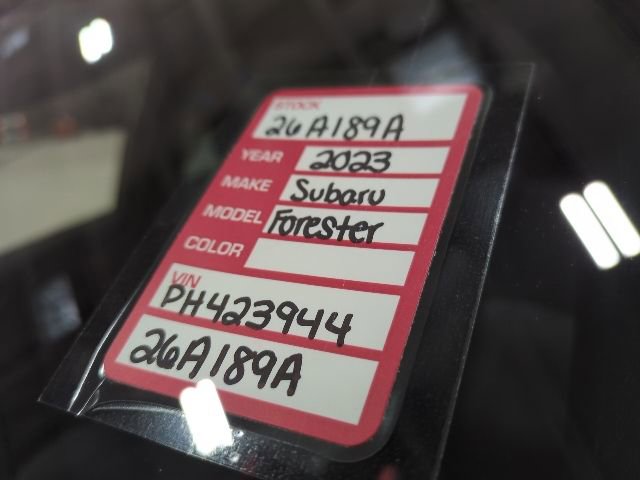 STOCK
26A189A
YEAR 2023
MAKE Subaru
MODEL Forester
COLOR
VIN
PH423944
26A189A